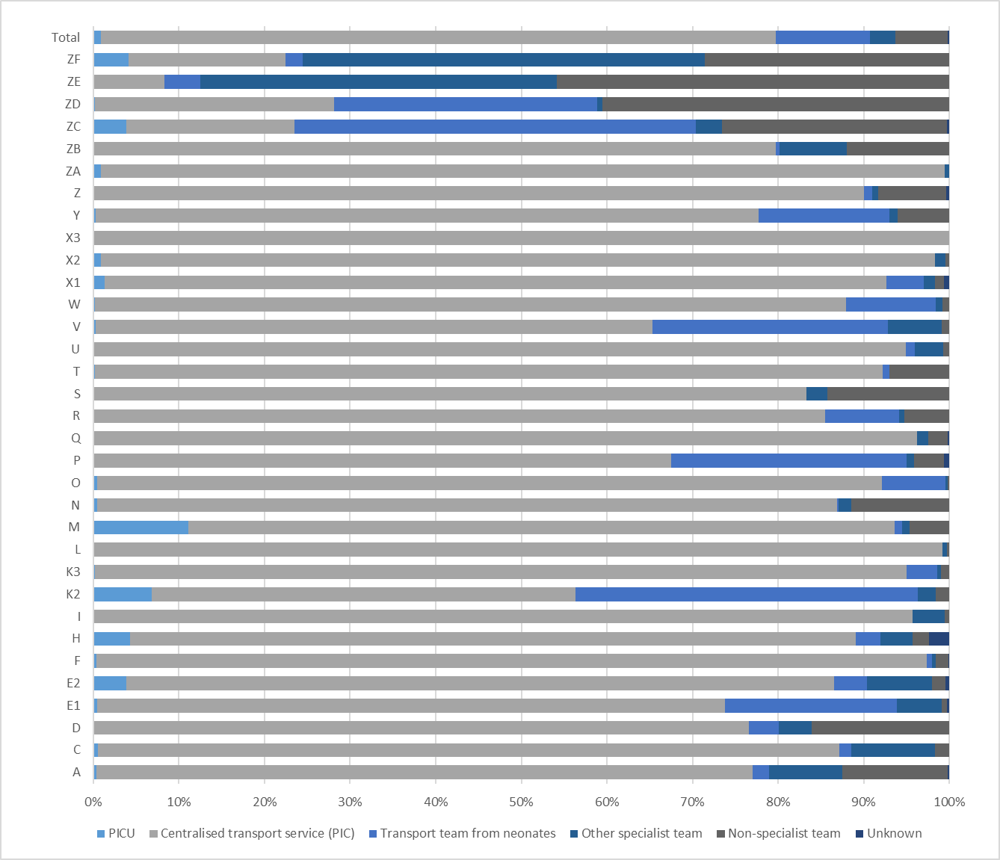 Total
ZF
ZE
ZD
ZC
ZB
ZA
Z
Y
X3
X2
X1
W
V
U
T
S
R
Q
P
O
N
M
L
K3
K2
I
H
F
E2
E1
D
C
A
0% 10% 20% 30% 40% 50% 60% 70% 80% 90% 100%
PICU Centralised transport service (PIC) Transport team from neonates Other specialist team Non-specialist team Unknown